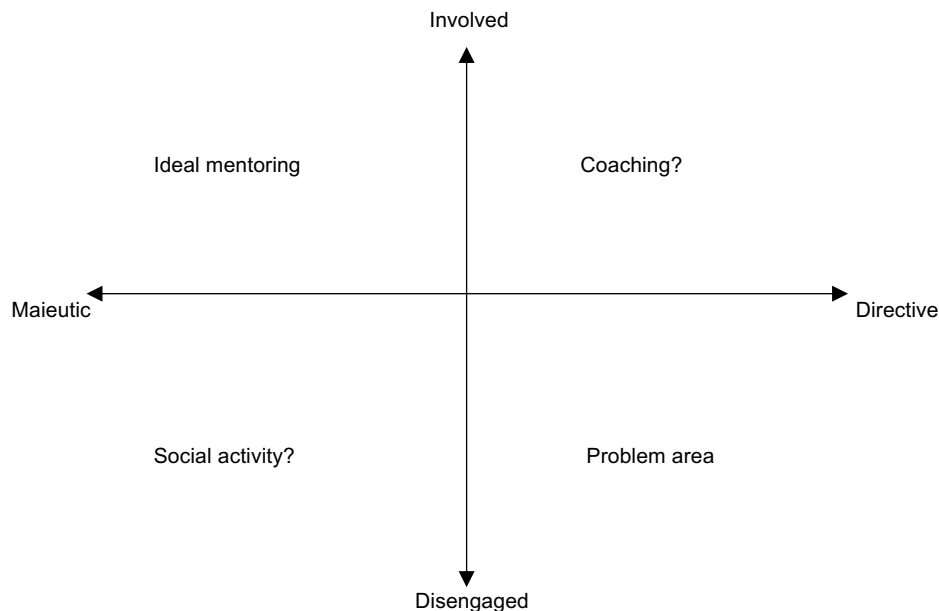 Involved
Ideal mentoring
Coaching?
Maieutic
Directive
Social activity?
Problem area
Disengaged